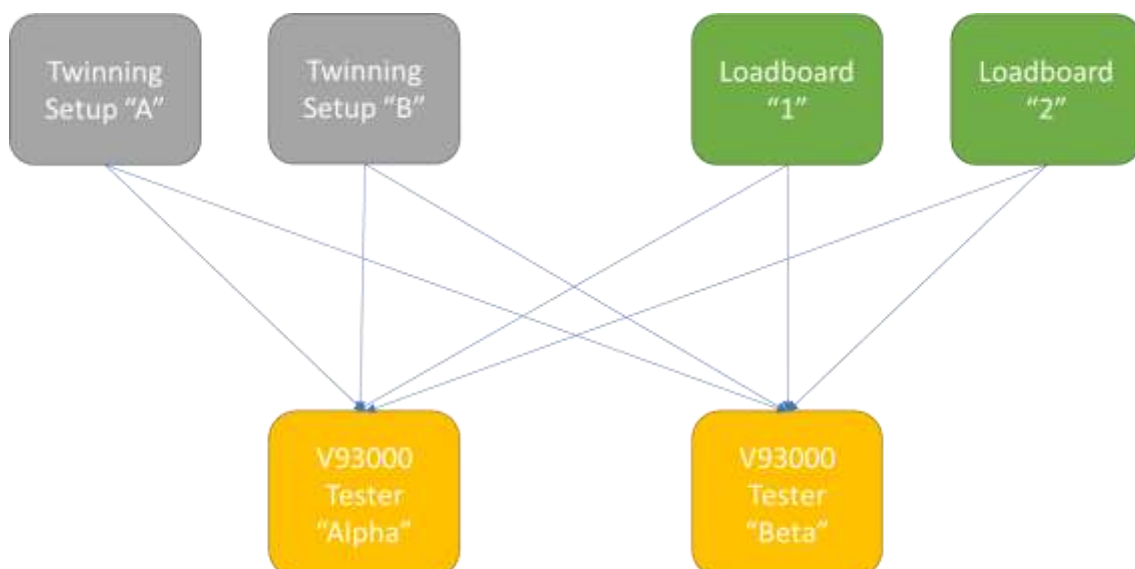 Twinning
Setup “A”
Twinning
Setup “B”
Loadboard
“1”
Loadboard
“2”
V93000
Tester
“Alpha”
V93000
Tester
“Beta”